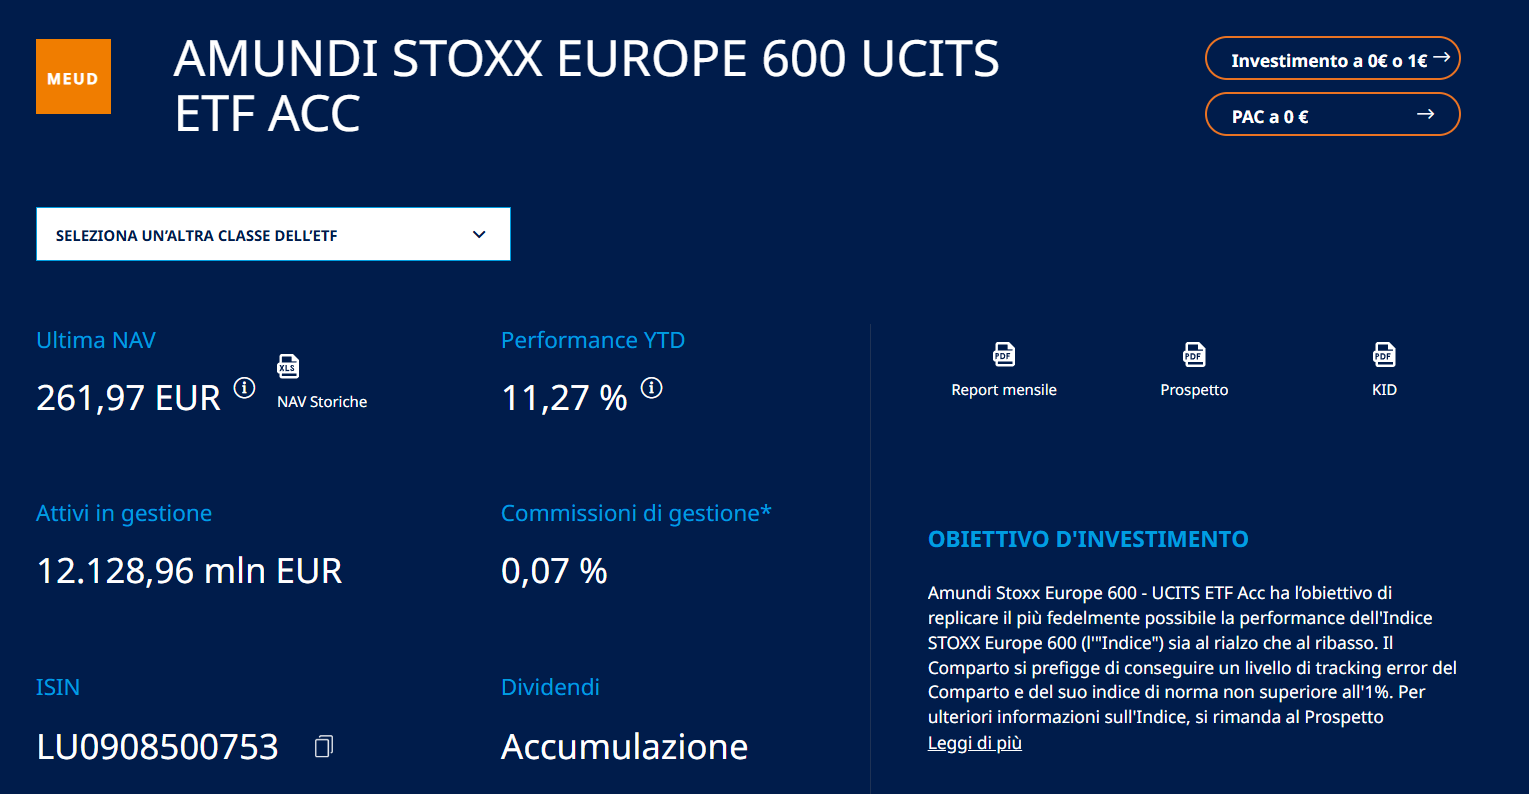 MEUD
AMUNDI STOXX EUROPE 600 UCITS
ETF ACC
Investimento a 0€ o 1€
PAC a 0 €
SELEZIONA UN'ALTRA CLASSE DELL'ETF
Ultima NAV
261,97 EUR
XLS
NAV Storiche
Performance YTD
11,27 %
PDF
Report mensile
PDF
Prospetto
PDF
KID
Attivi in gestione
12.128,96 mln EUR
Commissioni di gestione*
0,07 %
ISIN
LU0908500753
Dividendi
Accumulazione
OBIETTIVO D'INVESTIMENTO
Amundi Stoxx Europe 600 - UCITS ETF Acc ha l’obiettivo di
replicare il più fedelmente possibile la performance dell'Indice
STOXX Europe 600 (l'"Indice") sia al rialzo che al ribasso. Il
Comparto si prefigge di conseguire un livello di tracking error del
Comparto e del suo indice di norma non superiore all'1%. Per
ulteriori informazioni sull'Indice, si rimanda al Prospetto
Leggi di più